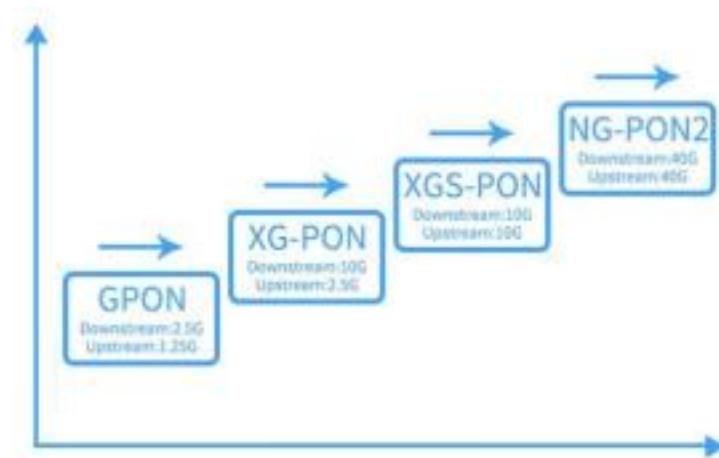 NG-PON2
Downstream:40G
Upstream:40G
XGS-PON
Downstream:10G
Upstream:10G
XG-PON
Downstream:10G
Upstream:2.5G
GPON
Downstream:2.5G
Upstream:1.25G